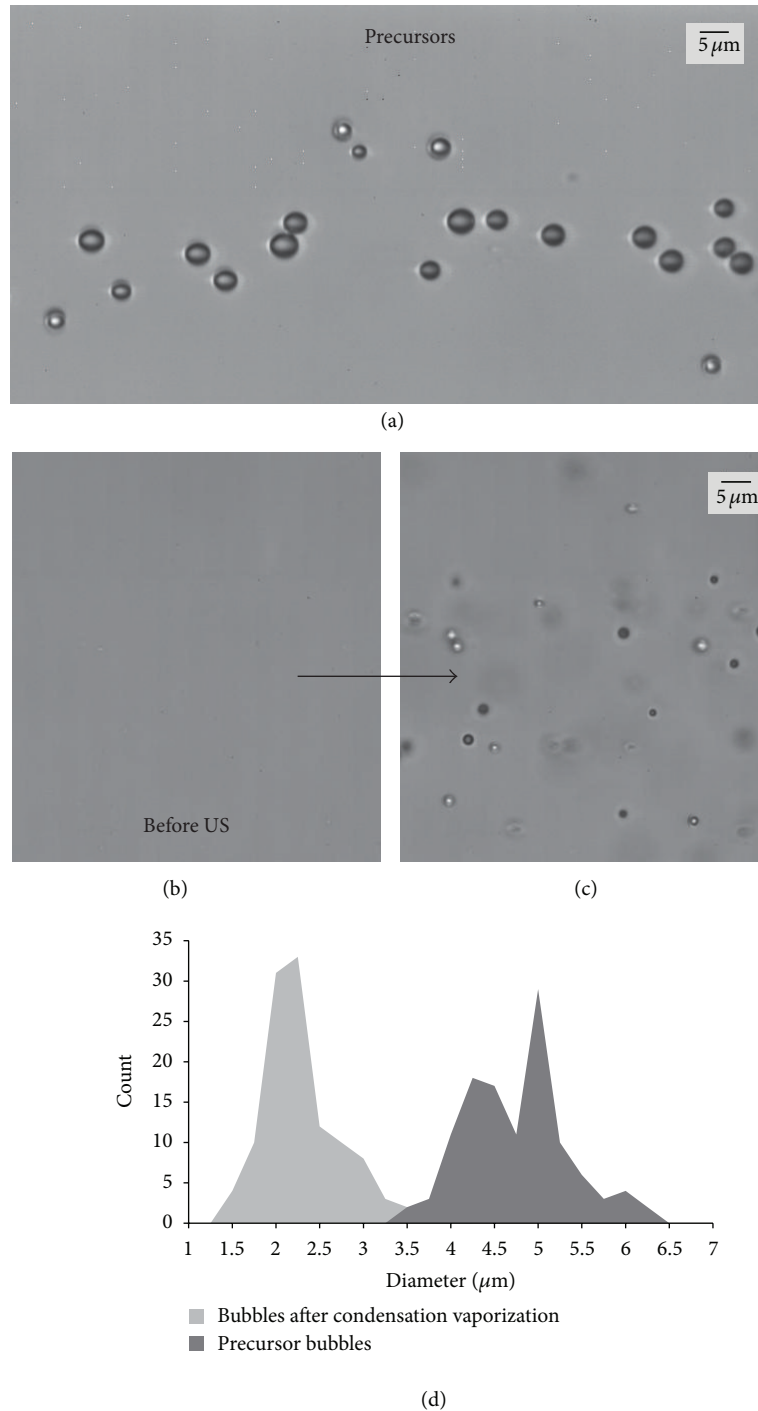 Precursors
5 μm
(a)
Before US
5 μm
(b)
(c)
35
30
25
20
15
10
5
0
Count
1 1.5 2 2.5 3 3.5 4 4.5 5 5.5 6 6.5 7
Diameter (μm)
Bubbles after condensation vaporization
Precursor bubbles
(d)